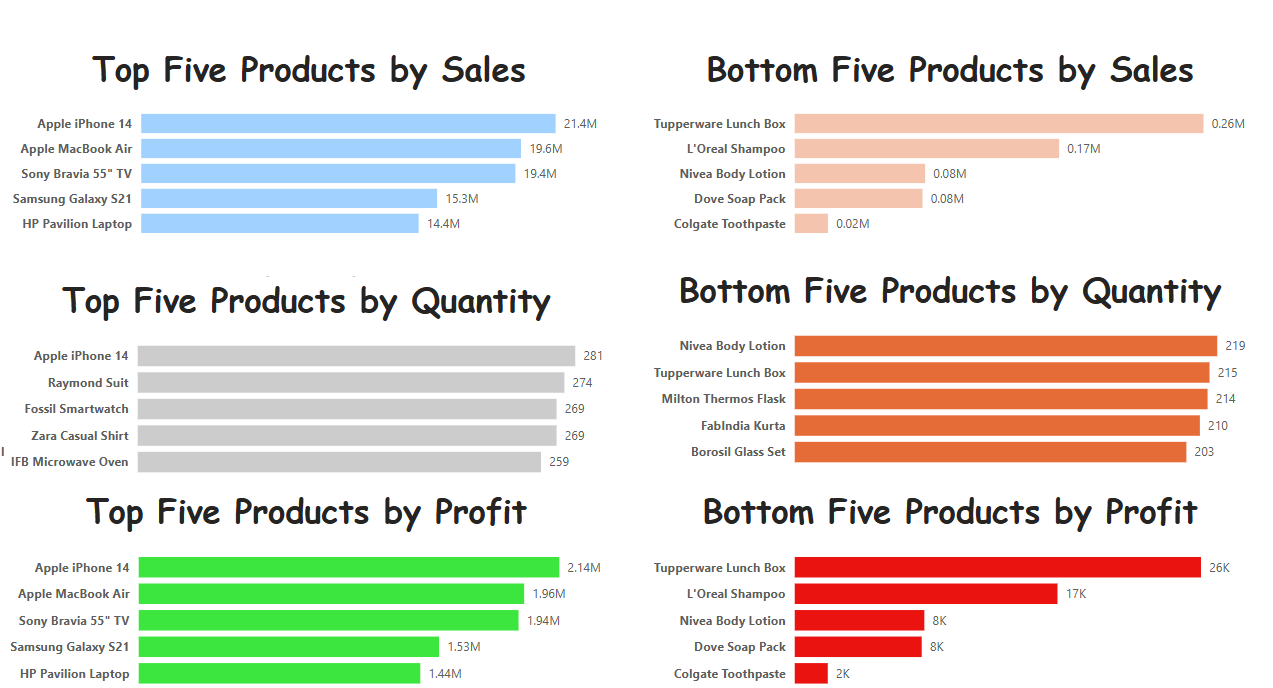 Top Five Products by Sales
Apple iPhone 14 21.4M
Apple MacBook Air 19.6M
Sony Bravia 55" TV 19.4M
Samsung Galaxy S21 15.3M
HP Pavilion Laptop 14.4M
Bottom Five Products by Sales
Tupperware Lunch Box 0.26M
L'Oreal Shampoo 0.17M
Nivea Body Lotion 0.08M
Dove Soap Pack 0.08M
Colgate Toothpaste 0.02M
Top Five Products by Quantity
Apple iPhone 14 281
Raymond Suit 274
Fossil Smartwatch 269
Zara Casual Shirt 269
IFB Microwave Oven 259
Bottom Five Products by Quantity
Nivea Body Lotion 219
Tupperware Lunch Box 215
Milton Thermos Flask 214
FabIndia Kurta 210
Borosil Glass Set 203
Top Five Products by Profit
Apple iPhone 14 2.14M
Apple MacBook Air 1.96M
Sony Bravia 55" TV 1.94M
Samsung Galaxy S21 1.53M
HP Pavilion Laptop 1.44M
Bottom Five Products by Profit
Tupperware Lunch Box 26K
L'Oreal Shampoo 17K
Nivea Body Lotion 8K
Dove Soap Pack 8K
Colgate Toothpaste 2K